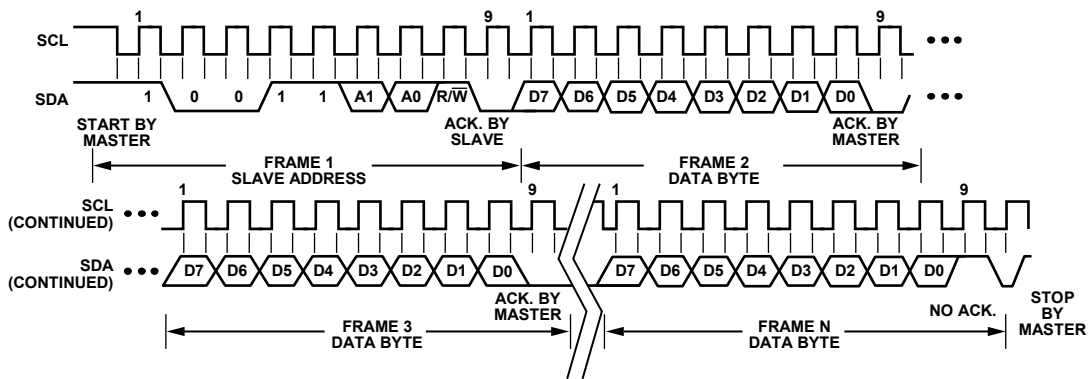 1 9 1 9
SCL
SDA 1 0 0 1 1 A1 A0 R/W̅ D7 D6 D5 D4 D3 D2 D1 D0
START BY MASTER
ACK. BY SLAVE
ACK. BY MASTER
FRAME 1
SLAVE ADDRESS
FRAME 2
DATA BYTE
1 9 1 9
SCL
(CONTINUED)
SDA
(CONTINUED)
D7 D6 D5 D4 D3 D2 D1 D0 D7 D6 D5 D4 D3 D2 D1 D0
ACK. BY
MASTER
NO ACK.
STOP
BY
MASTER
FRAME 3
DATA BYTE
FRAME N
DATA BYTE